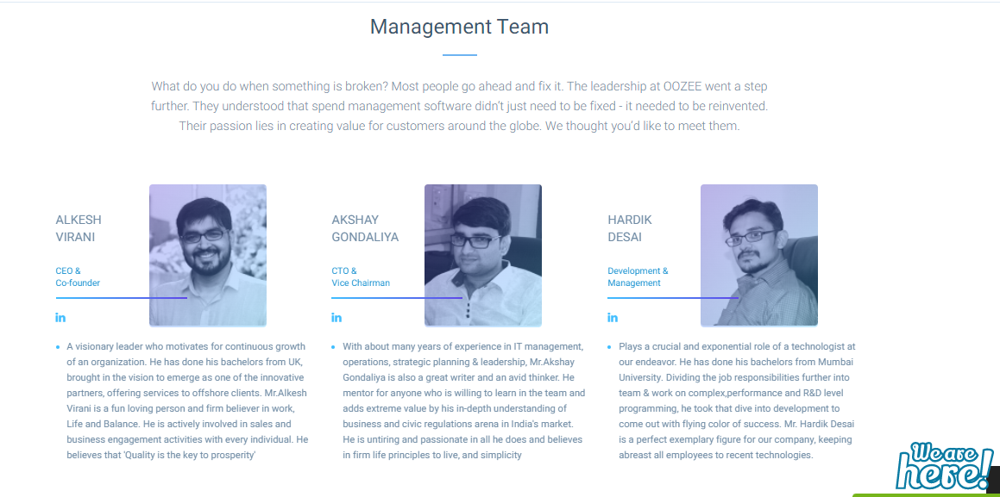 Management Team
What do you do when something is broken? Most people go ahead and fix it. The leadership at OOZEE went a step
further. They understood that spend management software didn't just need to be fixed - it needed to be reinvented.
Their passion lies in creating value for customers around the globe. We thought you'd like to meet them.
ALKESH
VIRANI
CEO &
Co-founder
in
A visionary leader who motivates for continuous growth
of an organization. He has done his bachelors from UK,
brought in the vision to emerge as one of the innovative
partners, offering services to offshore clients. Mr.Alkesh
Virani is a fun loving person and firm believer in work,
Life and Balance. He is actively involved in sales and
business engagement activities with every individual. He
believes that 'Quality is the key to prosperity'
AKSHAY
GONDALIYA
CTO &
Vice Chairman
in
With about many years of experience in IT management,
operations, strategic planning & leadership, Mr.Akshay
Gondaliya is also a great writer and an avid thinker. He
mentor for anyone who is willing to learn in the team and
adds extreme value by his in-depth understanding of
business and civic regulations arena in India's market.
He is untiring and passionate in all he does and believes
in firm life principles to live, and simplicity
HARDIK
DESAI
Development &
Management
in
Plays a crucial and exponential role of a technologist at
our endeavor. He has done his bachelors from Mumbai
University. Dividing the job responsibilities further into
team & work on complex,performance and R&D level
programming, he took that dive into development to
come out with flying color of success. Mr. Hardik Desai
is a perfect exemplary figure for our company, keeping
abreast all employees to recent technologies.
We are
here!